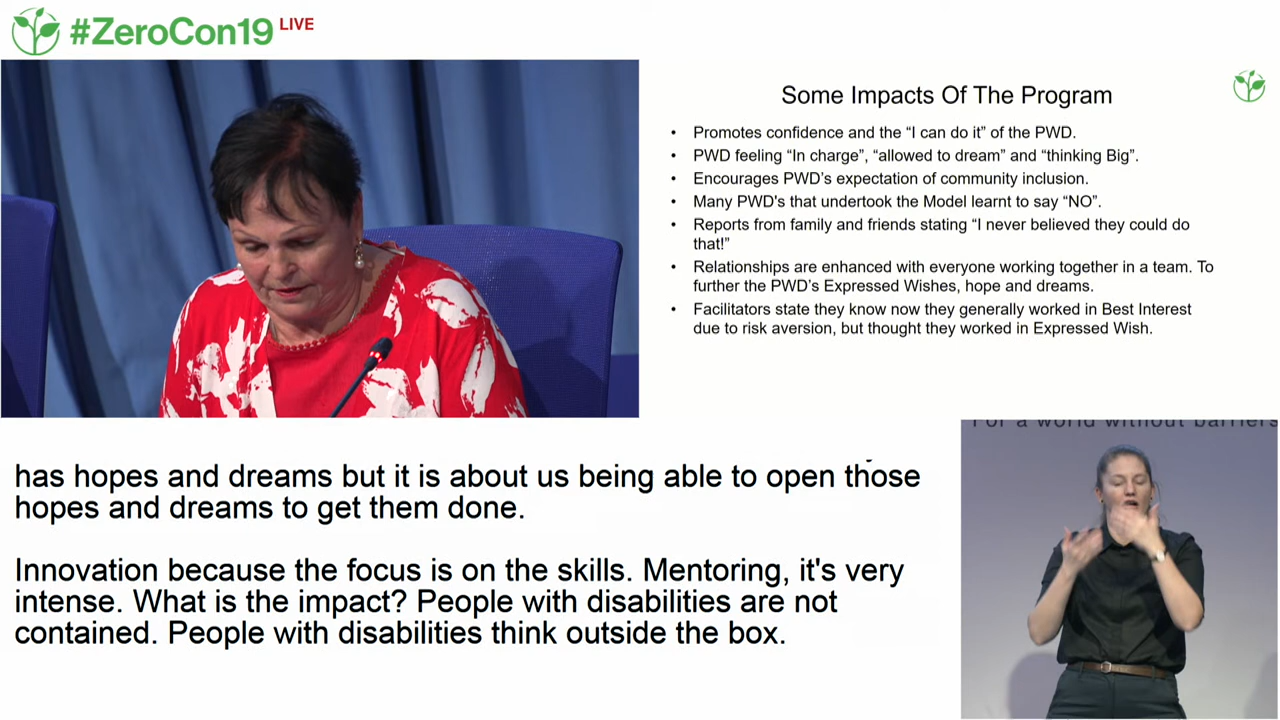 #ZeroCon19 LIVE
Some Impacts Of The Program
• Promotes confidence and the “I can do it” of the PWD.
• PWD feeling “In charge”, “allowed to dream” and “thinking Big”.
• Encourages PWD’s expectation of community inclusion.
• Many PWD's that undertook the Model learnt to say “NO”.
• Reports from family and friends stating “I never believed they could do
that!”
• Relationships are enhanced with everyone working together in a team. To
further the PWD’s Expressed Wishes, hope and dreams.
• Facilitators state they know now they generally worked in Best Interest
due to risk aversion, but thought they worked in Expressed Wish.
has hopes and dreams but it is about us being able to open those
hopes and dreams to get them done.
Innovation because the focus is on the skills. Mentoring, it's very
intense. What is the impact? People with disabilities are not
contained. People with disabilities think outside the box.
For a world without barriers